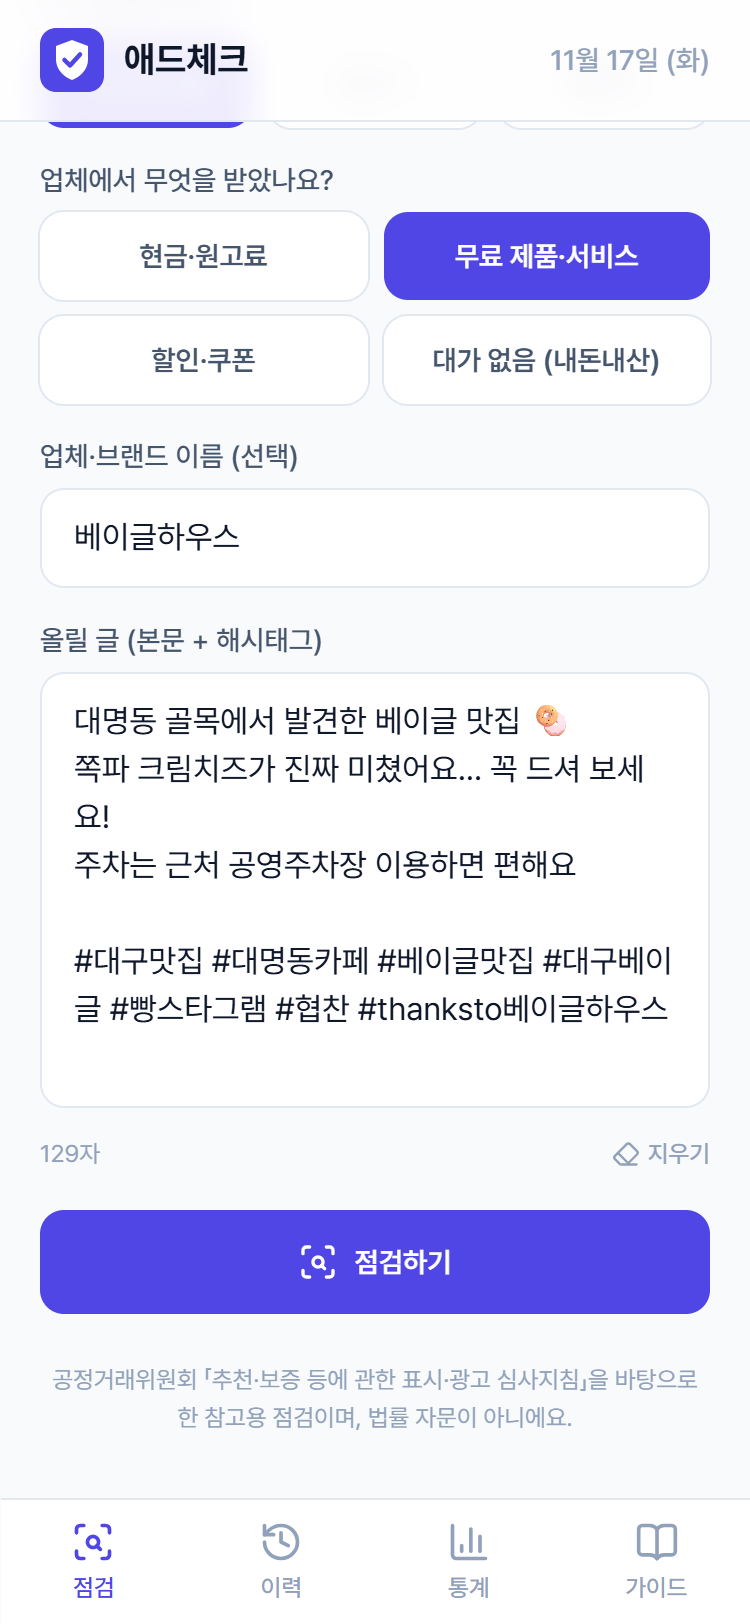 애드체크
11월 17일 (화)
업체에서 무엇을 받았나요?
현금·원고료
무료 제품·서비스
할인·쿠폰
대가 없음 (내돈내산)
업체·브랜드 이름 (선택)
베이글하우스
올릴 글 (본문 + 해시태그)
대명동 골목에서 발견한 베이글 맛집 🥯
쪽파 크림치즈가 진짜 미쳤어요... 꼭 드셔 보세
요!
주차는 근처 공영주차장 이용하면 편해요
#대구맛집 #대명동카페 #베이글맛집 #대구베이
글 #빵스타그램 #협찬 #thanksto베이글하우스
129자
지우기
점검하기
공정거래위원회 「추천·보증 등에 관한 표시·광고 심사지침」을 바탕으로
한 참고용 점검이며, 법률 자문이 아니에요.
점검
이력
통계
가이드